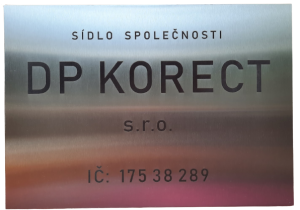 SÍDLO SPOLEČNOSTI
DP KORECT
s.r.o.
IČ: 175 38 289